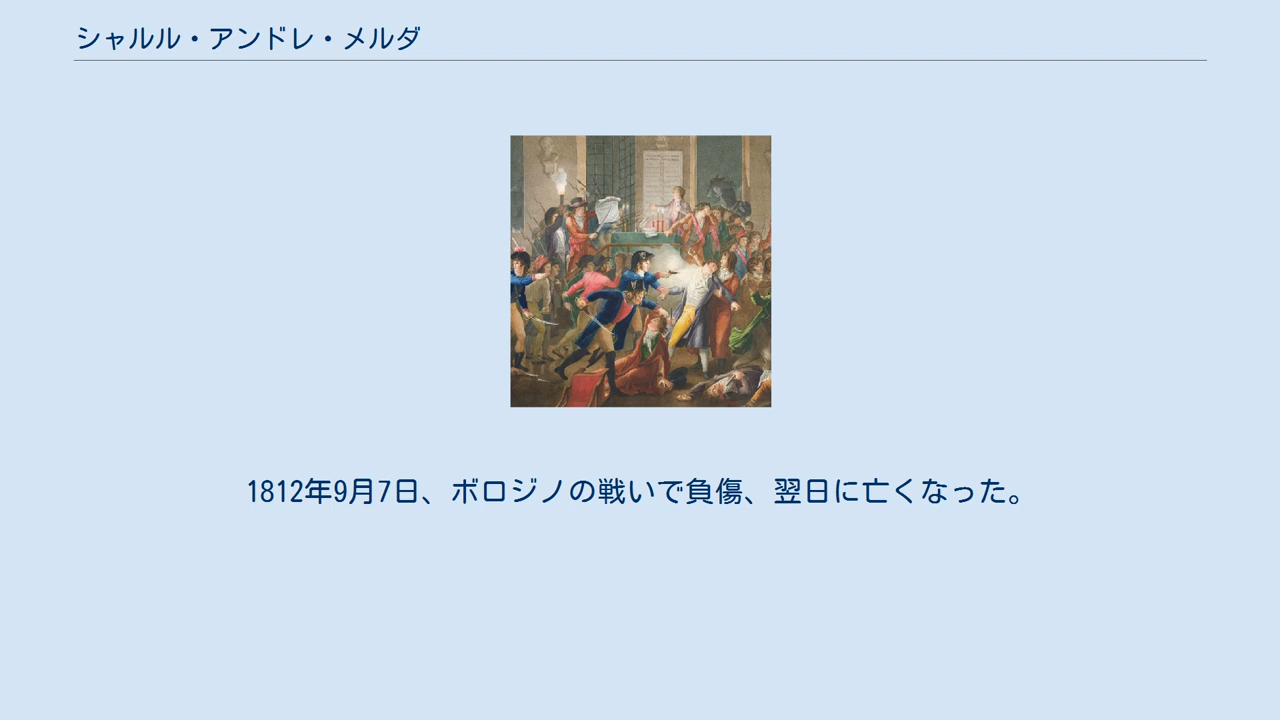 シャルル・アンドレ・メルダ
1812年9月7日、ボロジノの戦いで負傷、翌日に亡くなった。